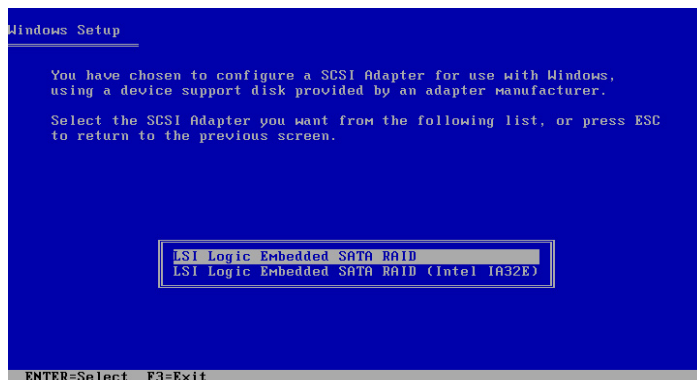 Windows Setup
You have chosen to configure a SCSI Adapter for use with Windows,
using a device support disk provided by an adapter manufacturer.
Select the SCSI Adapter you want from the following list, or press ESC
to return to the previous screen.
LSI Logic Embedded SATA RAID
LSI Logic Embedded SATA RAID (Intel IA32E)
ENTER=Select F3=Exit